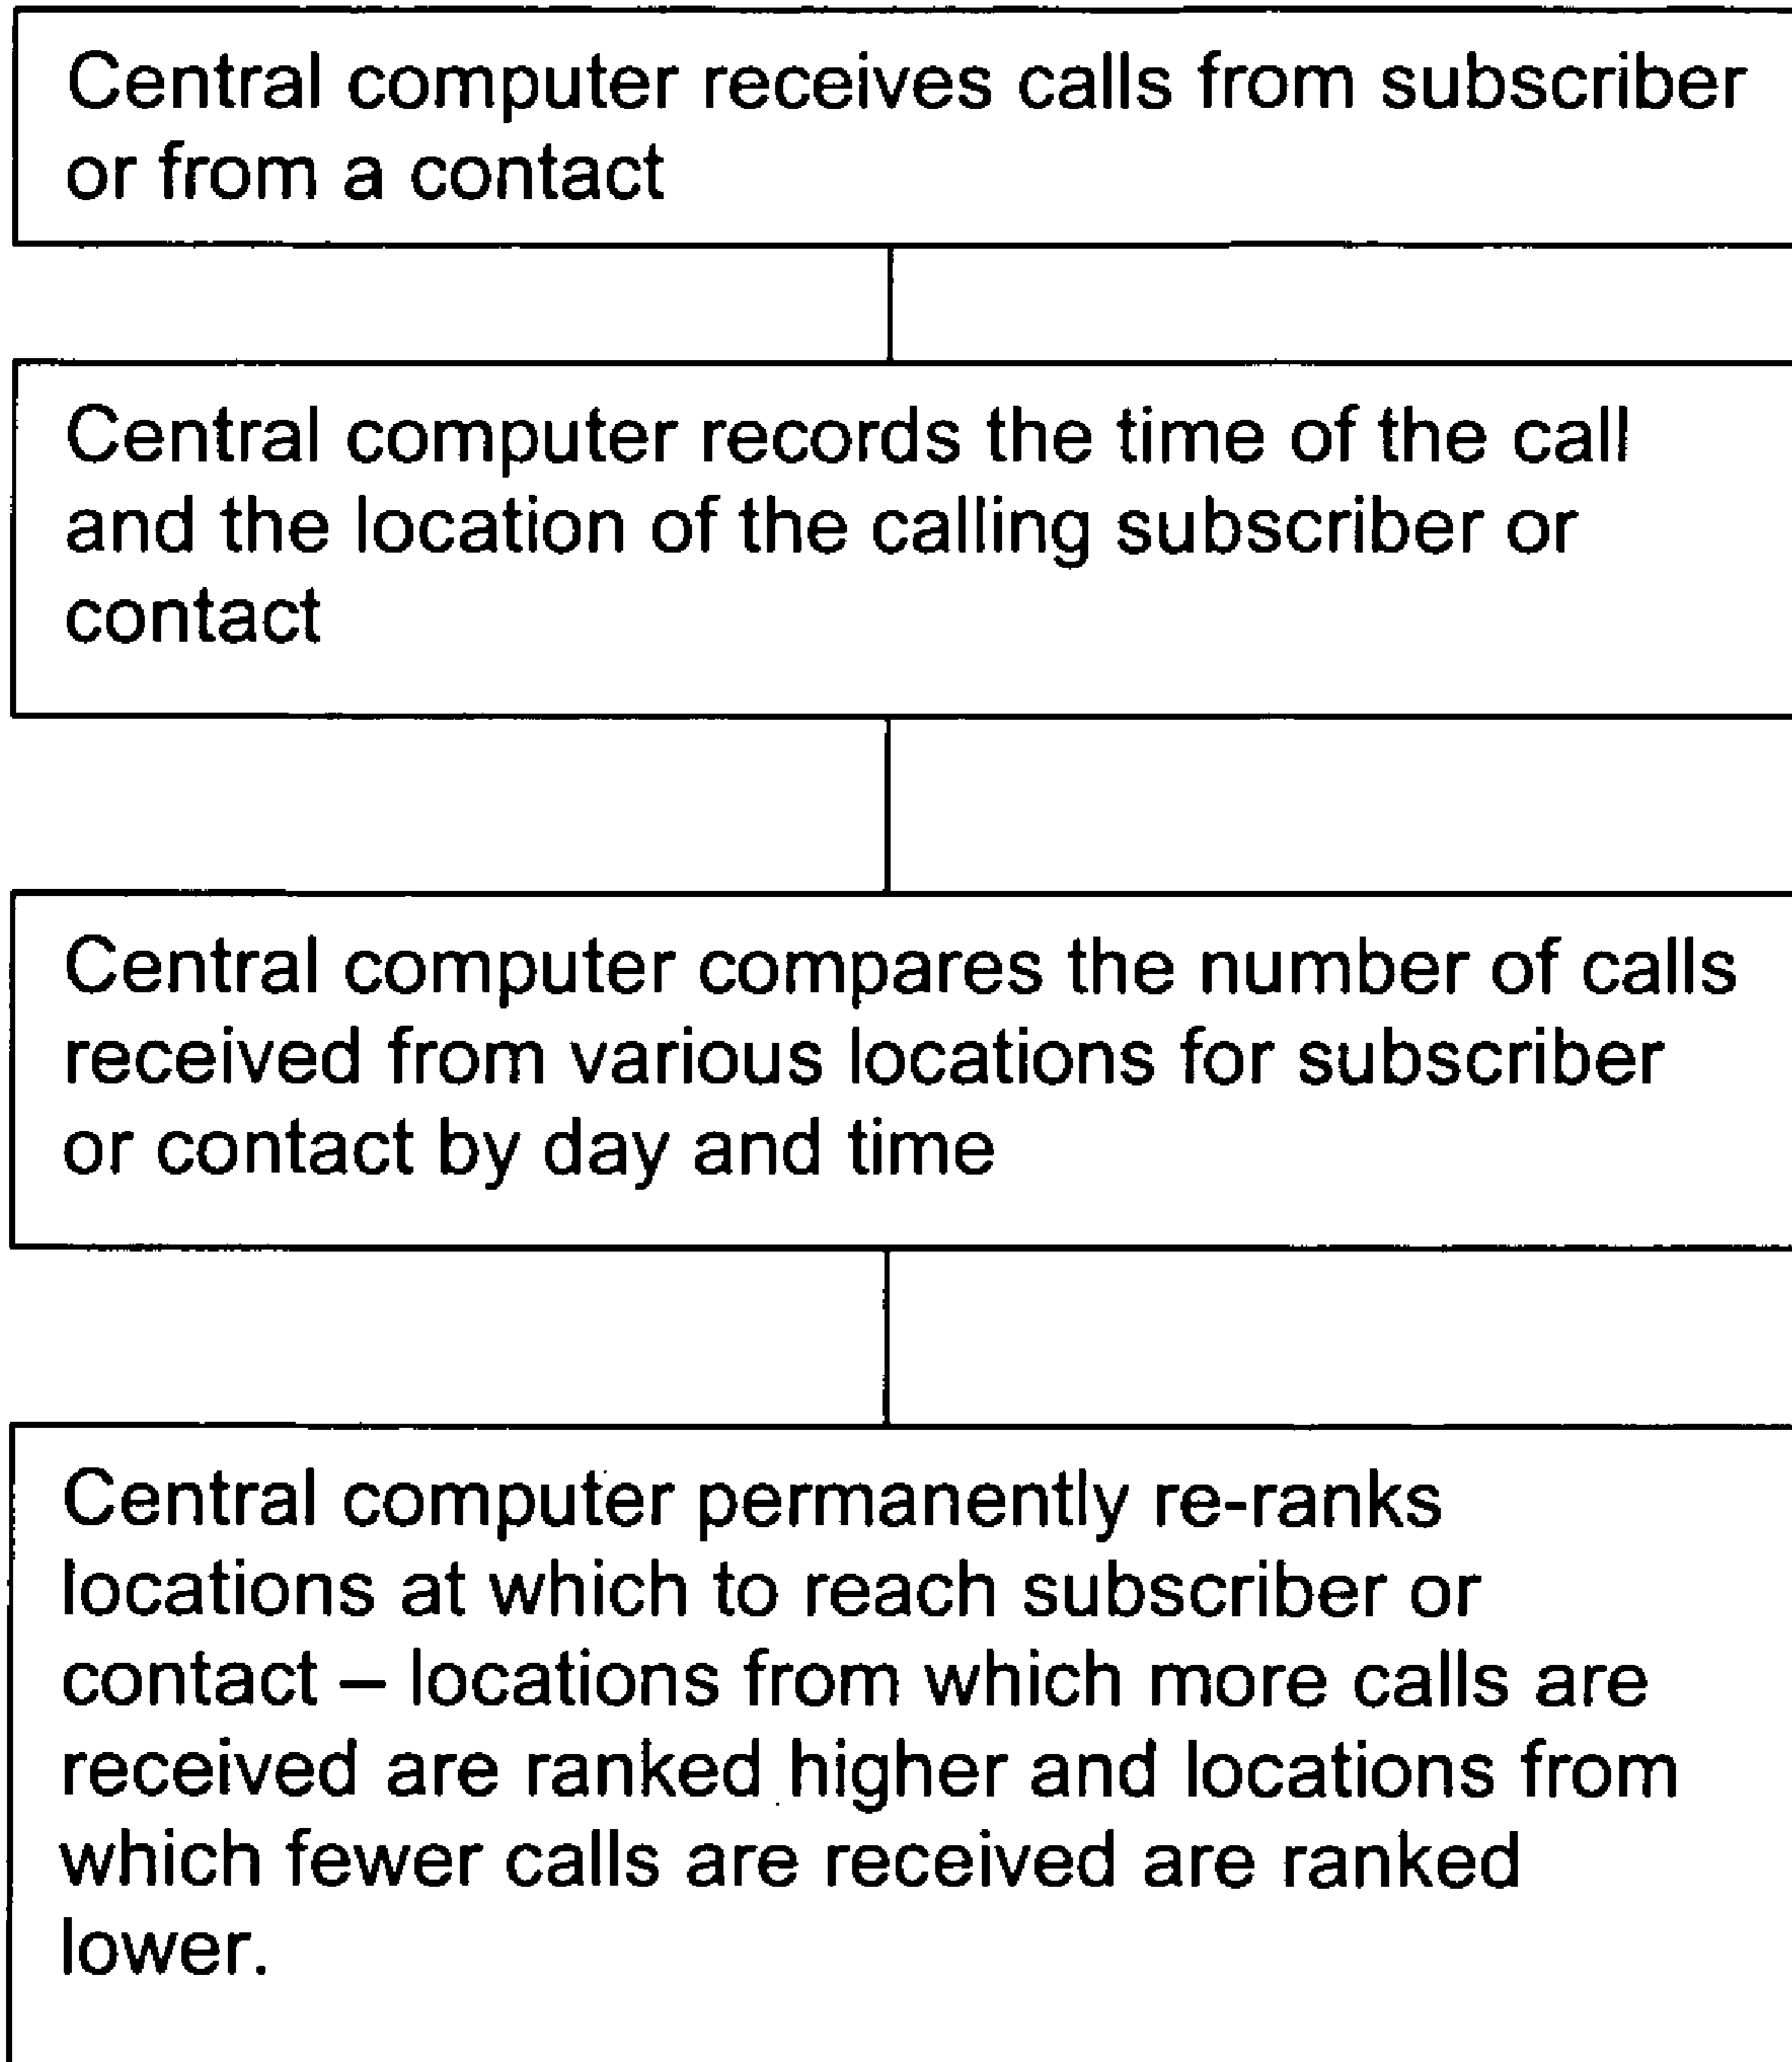 Central computer receives calls from subscriber
or from a contact
Central computer records the time of the call
and the location of the calling subscriber or
contact
Central computer compares the number of calls
received from various locations for subscriber
or contact by day and time
Central computer permanently re-ranks
locations at which to reach subscriber or
contact – locations from which more calls are
received are ranked higher and locations from
which fewer calls are received are ranked
lower.